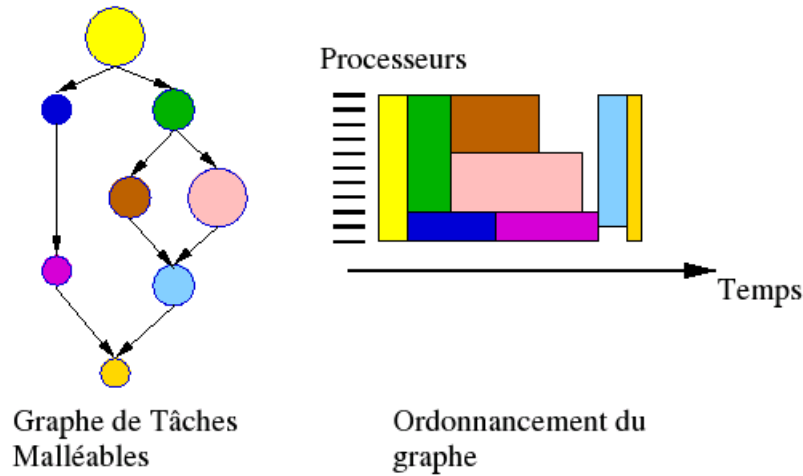 Processeurs
Temps
Graphe de Tâches
Malléables
Ordonnancement du
graphe